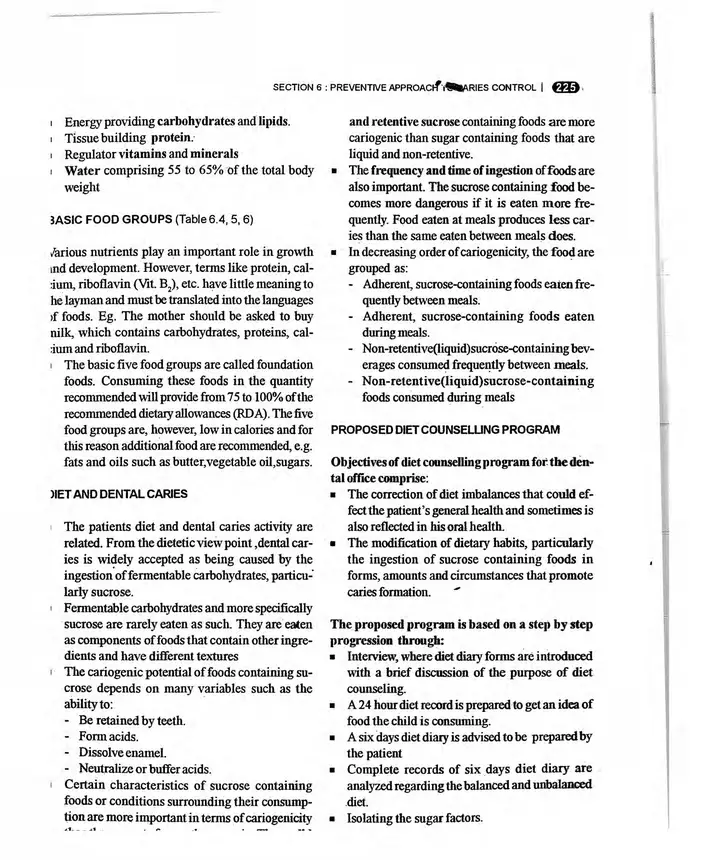 SECTION 6 : PREVENTIVE APPROACH ARIES CONTROL | 225
Energy providing carbohydrates and lipids.
Tissue building protein.
Regulator vitamins and minerals
Water comprising 55 to 65% of the total body
weight
BASIC FOOD GROUPS (Table 6.4, 5, 6)
Various nutrients play an important role in growth
and development. However, terms like protein, cal-
cium, riboflavin (Vit. B₂), etc. have little meaning to
he layman and must be translated into the languages
of foods. Eg. The mother should be asked to buy
milk, which contains carbohydrates, proteins, cal-
cium and riboflavin.
The basic five food groups are called foundation
foods. Consuming these foods in the quantity
recommended will provide from 75 to 100% of the
recommended dietary allowances (RDA). The five
food groups are, however, low in calories and for
this reason additional food are recommended, e.g.
fats and oils such as butter,vegetable oil,sugars.
DIET AND DENTAL CARIES
The patients diet and dental caries activity are
related. From the dietetic view point ,dental car-
ies is widely accepted as being caused by the
ingestion of fermentable carbohydrates, particu-
larly sucrose.
Fermentable carbohydrates and more specifically
sucrose are rarely eaten as such. They are eaten
as components of foods that contain other ingre-
dients and have different textures
The cariogenic potential of foods containing su-
crose depends on many variables such as the
ability to:
- Be retained by teeth.
- Form acids.
- Dissolve enamel.
- Neutralize or buffer acids.
Certain characteristics of sucrose containing
foods or conditions surrounding their consump-
tion are more important in terms of cariogenicity
and retentive sucrose containing foods are more
cariogenic than sugar containing foods that are
liquid and non-retentive.
■ The frequency and time of ingestion of foods are
also important. The sucrose containing food be-
comes more dangerous if it is eaten more fre-
quently. Food eaten at meals produces less car-
ies than the same eaten between meals does.
■ In decreasing order of cariogenicity, the food are
grouped as:
- Adherent, sucrose-containing foods eaten fre-
quently between meals.
- Adherent, sucrose-containing foods eaten
during meals.
- Non-retentive(liquid)sucrose-containing bev-
erages consumed frequently between meals.
- Non-retentive(liquid)sucrose-containing
foods consumed during meals
PROPOSED DIET COUNSELLING PROGRAM
Objectives of diet counselling program for the den-
tal office comprise:
■ The correction of diet imbalances that could ef-
fect the patient's general health and sometimes is
also reflected in his oral health.
■ The modification of dietary habits, particularly
the ingestion of sucrose containing foods in
forms, amounts and circumstances that promote
caries formation.
The proposed program is based on a step by step
progression through:
■ Interview, where diet diary forms are introduced
with a brief discussion of the purpose of diet
counseling.
■ A 24 hour diet record is prepared to get an idea of
food the child is consuming.
■ A six days diet diary is advised to be prepared by
the patient
■ Complete records of six days diet diary are
analyzed regarding the balanced and unbalanced
diet.
■ Isolating the sugar factors.